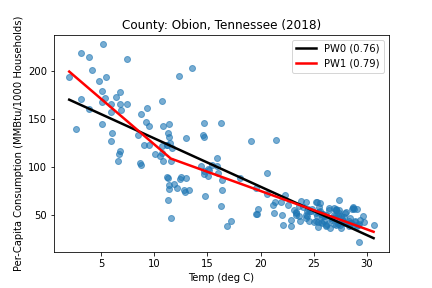 County: Obion, Tennessee (2018)
Per-Capita Consumption (MMBtu/1000 Households)
PW0 (0.76)
PW1 (0.79)
200
150
100
50
5 10 15 20 25 30
Temp (deg C)